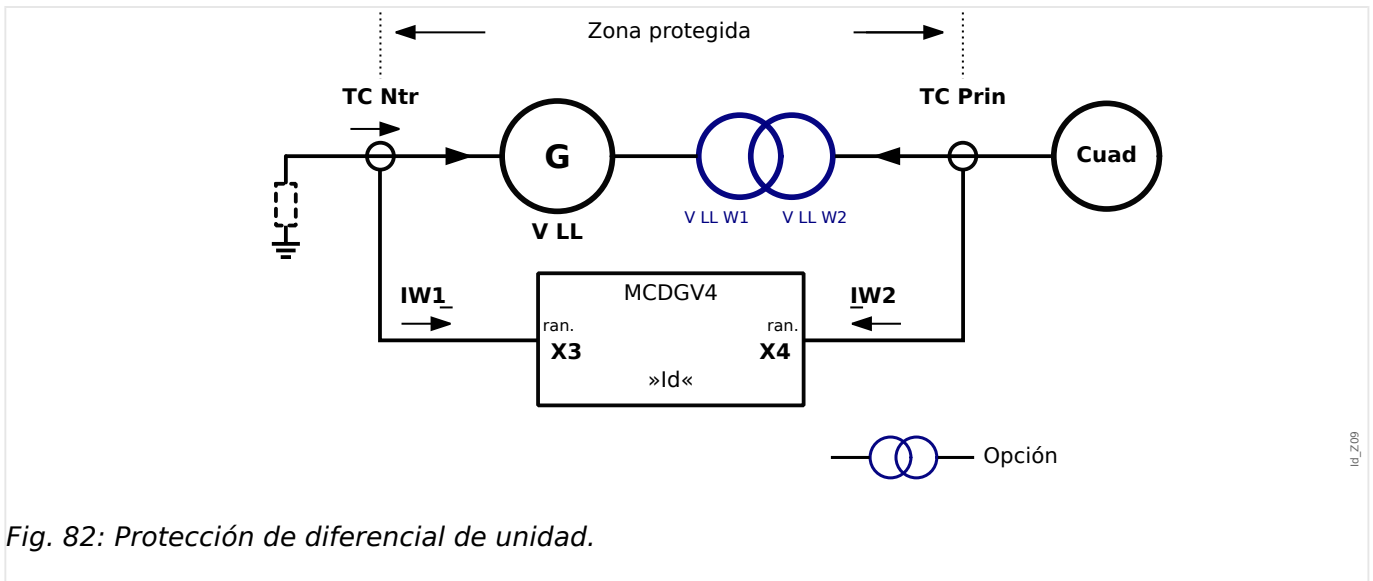 Zona protegida
TC Ntr
TC Prin
G
Cuad
V LL
V LL W1
V LL W2
IW1
IW2
MCDGV4
ran.
ran.
X3
X4
»Id«
Opción
Id_Z09
Fig. 82: Protección de diferencial de unidad.